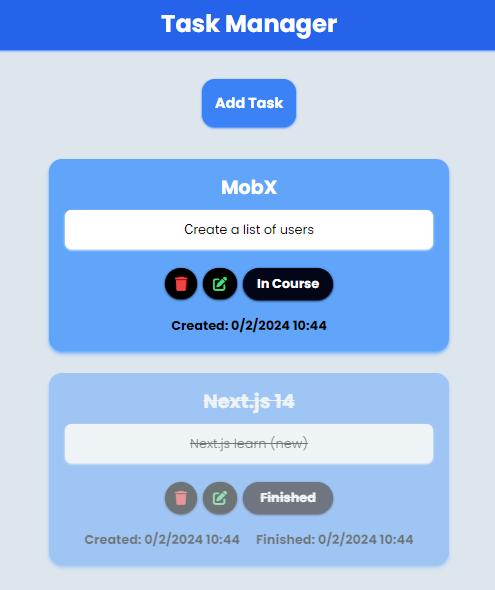 Task Manager
Add Task
MobX
Create a list of users
In Course
Created: 0/2/2024 10:44
Next.js 14
Next.js learn (new)
Finished
Created: 0/2/2024 10:44 Finished: 0/2/2024 10:44